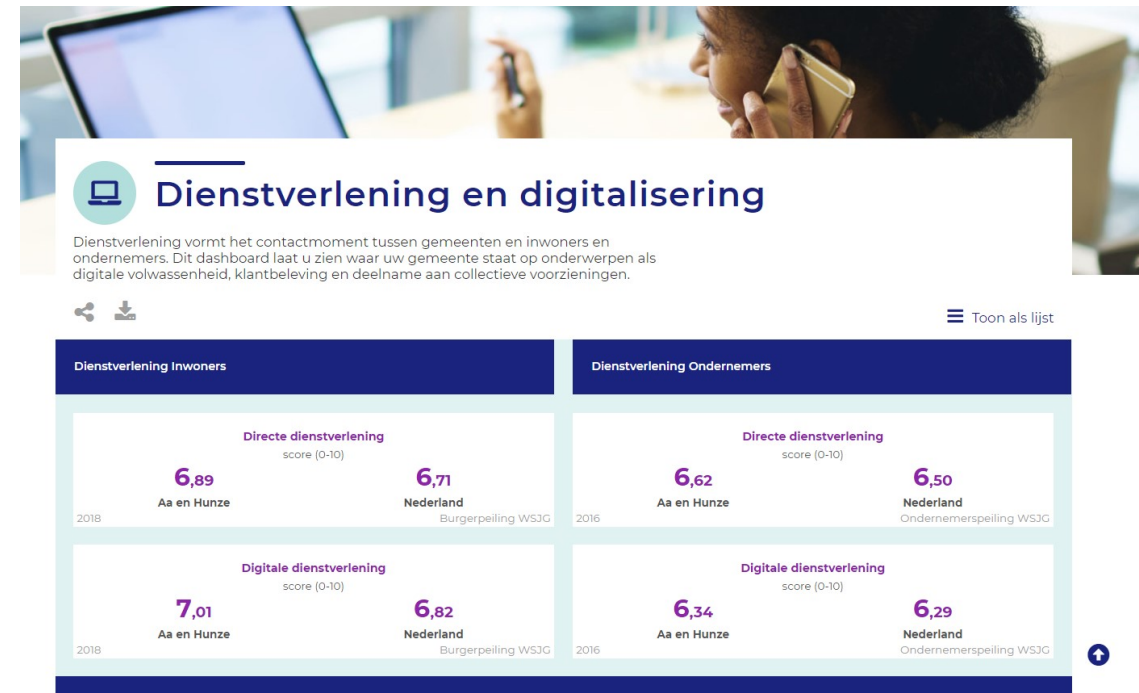 Dienstverlening en digitalisering
Dienstverlening vormt het contactmoment tussen gemeenten en inwoners en
ondernemers. Dit dashboard laat u zien waar uw gemeente staat op onderwerpen als
digitale volwassenheid, klantbeleving en deelname aan collectieve voorzieningen.
Toon als lijst
Dienstverlening Inwoners
Directe dienstverlening
score (0-10)
6,89 6,71
Aa en Hunze Nederland
2018 Burgerpeiling WSJG
Digitale dienstverlening
score (0-10)
7,01 6,82
Aa en Hunze Nederland
2018 Burgerpeiling WSJG
Dienstverlening Ondernemers
Directe dienstverlening
score (0-10)
6,62 6,50
Aa en Hunze Nederland
2016 Ondernemerspeiling WSJG
Digitale dienstverlening
score (0-10)
6,34 6,29
Aa en Hunze Nederland
2016 Ondernemerspeiling WSJG